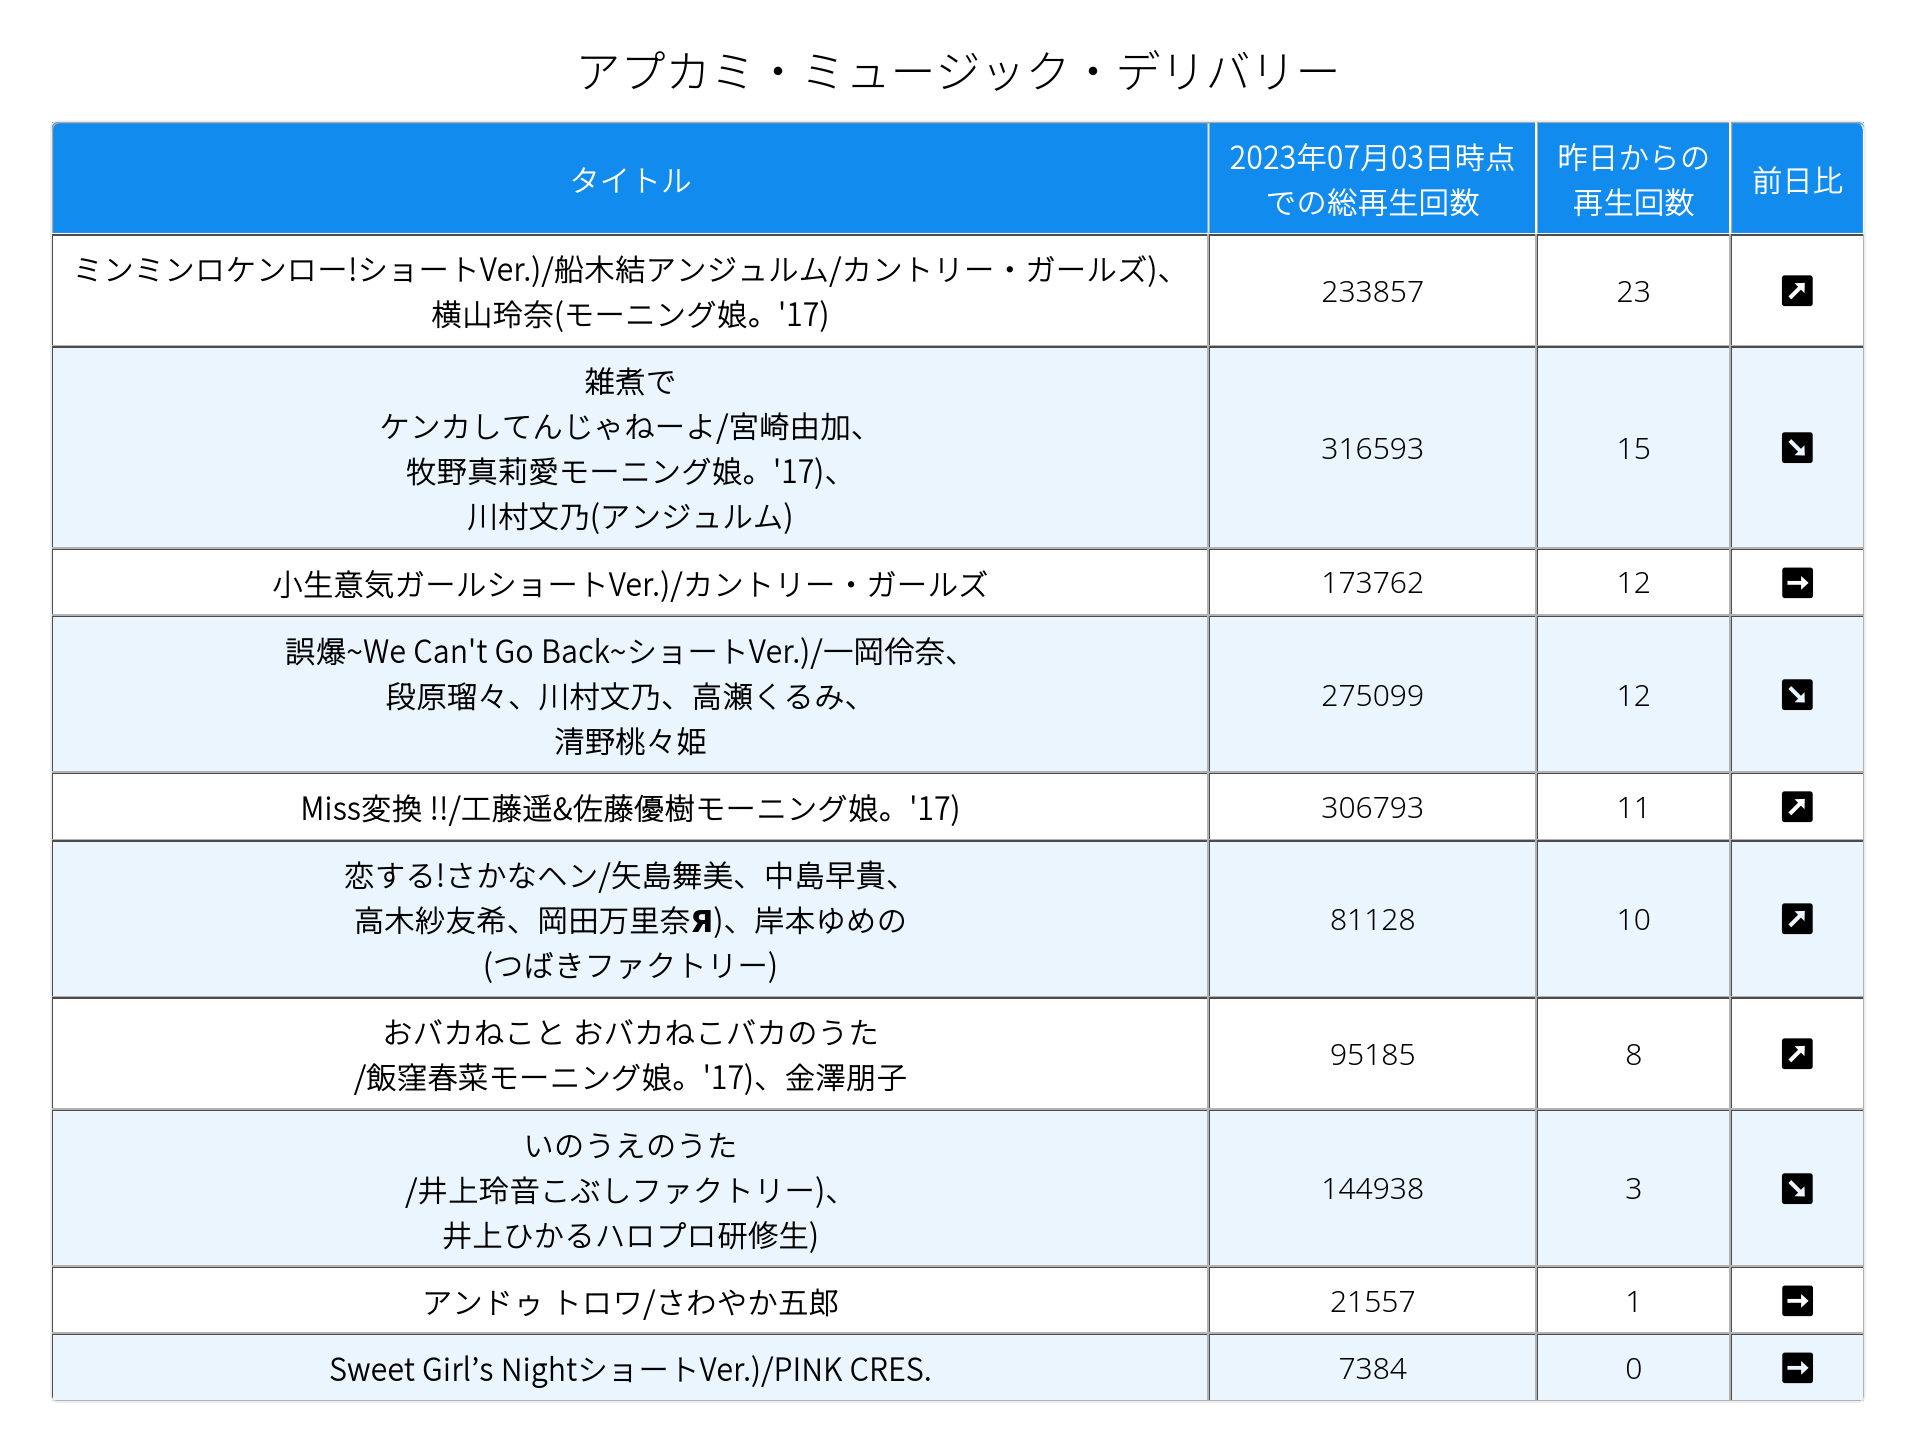 アプカミ・ミュージック・デリバリー
タイトル
2023年07月03日時点
での総再生回数
昨日からの
再生回数
前日比
ミンミンロケンロー!ショートVer.)/船木結アンジュルム/カントリー・ガールズ)、
横山玲奈(モーニング娘。'17)
233857
23
↗
雑煮で
ケンカしてんじゃねーよ/宮崎由加、
牧野真莉愛モーニング娘。'17)、
川村文乃(アンジュルム)
316593
15
↘
小生意気ガールショートVer.)/カントリー・ガールズ
173762
12
→
誤爆~We Can't Go Back~ショートVer.)/一岡伶奈、
段原瑠々、川村文乃、高瀬くるみ、
清野桃々姫
275099
12
↘
Miss変換 !!/工藤遥&佐藤優樹モーニング娘。'17)
306793
11
↗
恋する!さかなヘン/矢島舞美、中島早貴、
高木紗友希、岡田万里奈Я)、岸本ゆめの
(つばきファクトリー)
81128
10
↗
おバカねこと おバカねこバカのうた
/飯窪春菜モーニング娘。'17)、金澤朋子
95185
8
↗
いのうえのうた
/井上玲音こぶしファクトリー)、
井上ひかるハロプロ研修生)
144938
3
↘
アンドゥ トロワ/さわやか五郎
21557
1
→
Sweet Girl’s NightショートVer.)/PINK CRES.
7384
0
→